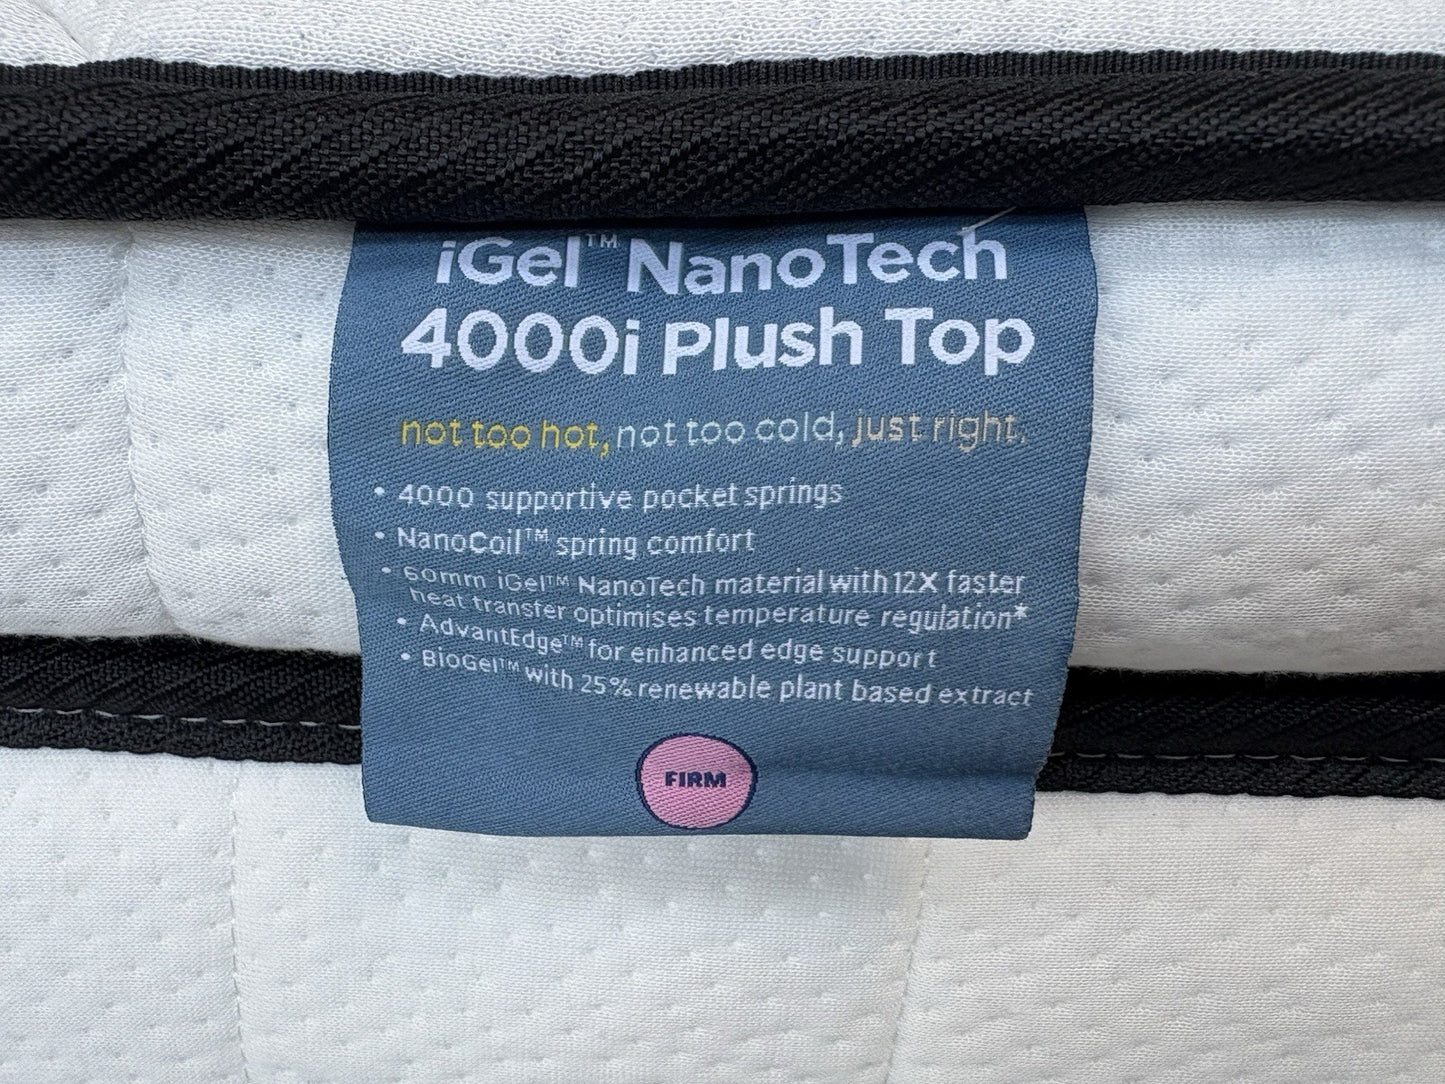 iGel™ NanoTech
4000i Plush Top
not too hot, not too cold, just right.
• 4000 supportive pocket springs
• NanoCoil™ spring comfort
• 60mm iGel™ NanoTech material with 12X faster
heat transfer optimises temperature regulation*
• AdvantEdge™ for enhanced edge support
• BioGel™ with 25% renewable plant based extract
FIRM